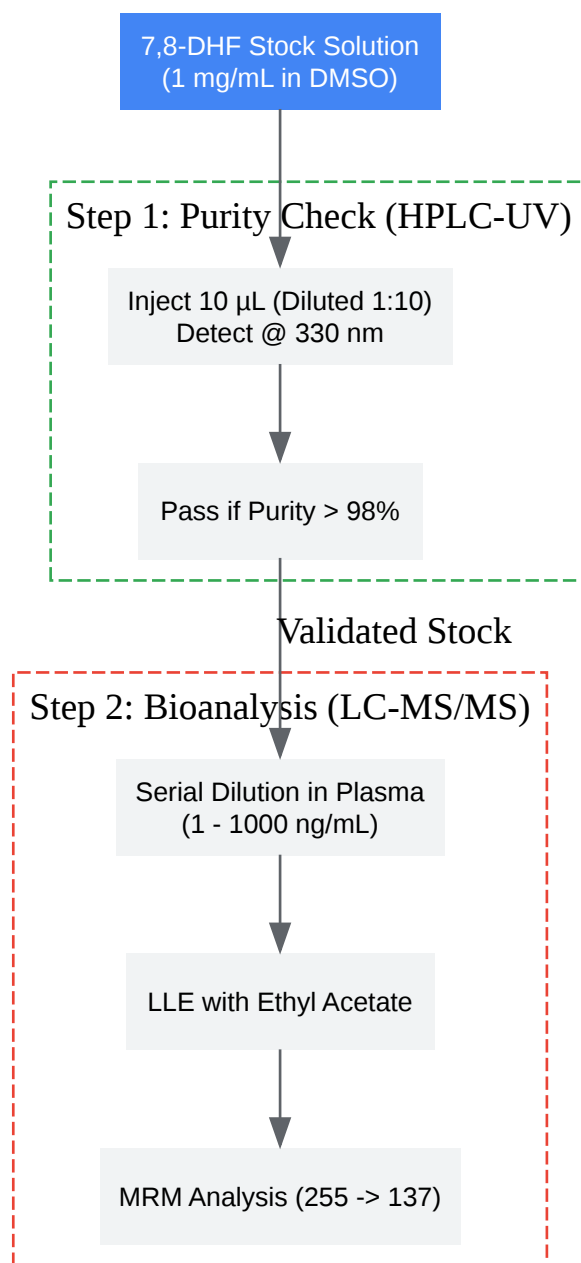 7,8-DHF Stock Solution
(1 mg/mL in DMSO)
Step 1: Purity Check (HPLC-UV)
Inject 10 µL (Diluted 1:10)
Detect @ 330 nm
Pass if Purity > 98%
Validated Stock
Step 2: Bioanalysis (LC-MS/MS)
Serial Dilution in Plasma
(1 - 1000 ng/mL)
LLE with Ethyl Acetate
MRM Analysis (255 -> 137)